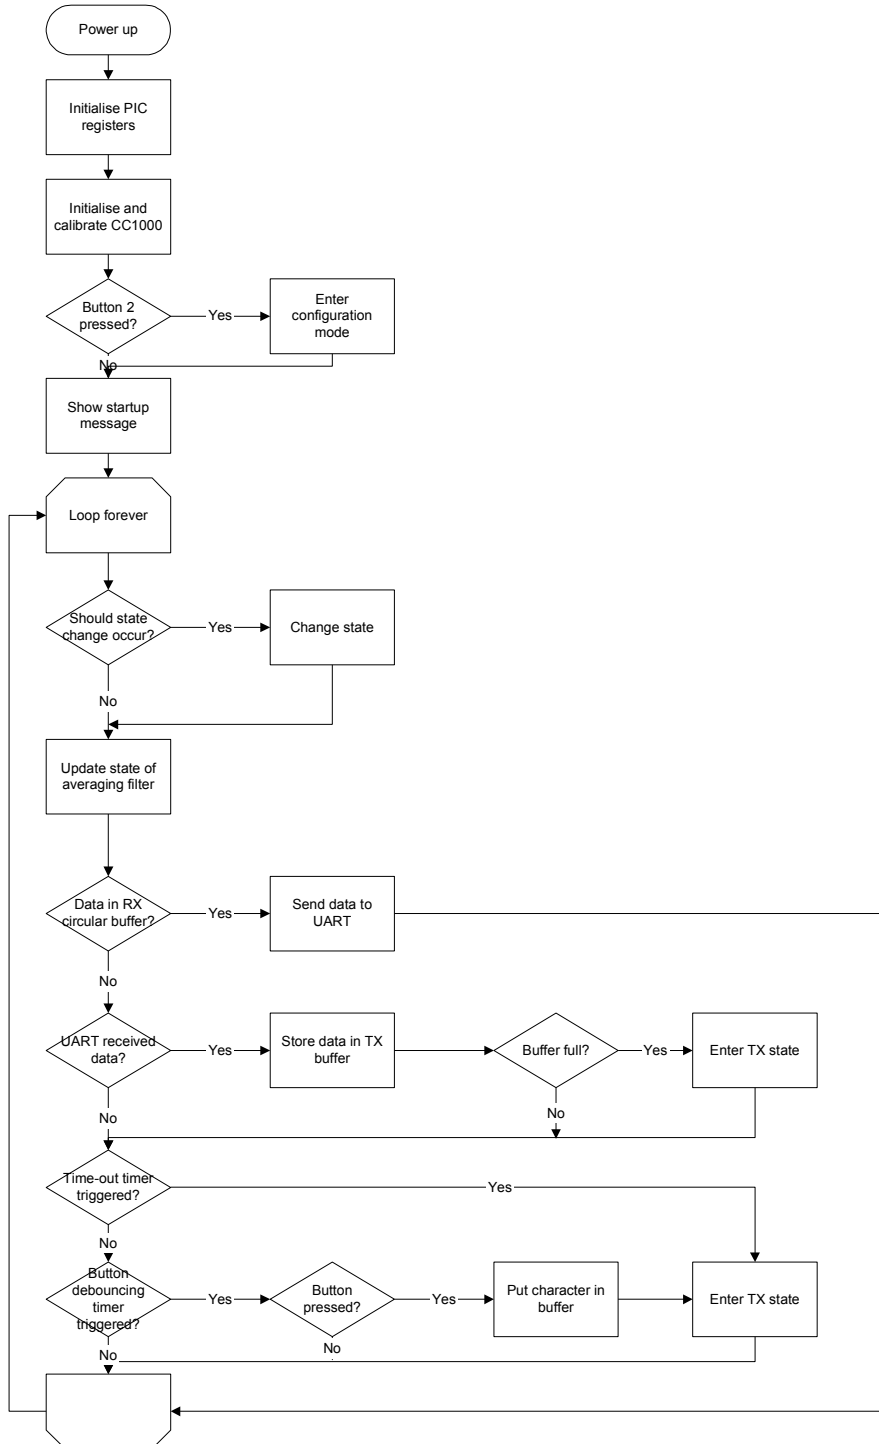 Power up
Initialise PIC
registers
Initialise and
calibrate CC1000
Button 2
pressed?
Yes
Enter
configuration
mode
No
Show startup
message
Loop forever
Should state
change occur?
Yes
Change state
No
Update state of
averaging filter
Data in RX
circular buffer?
Yes
Send data to
UART
No
UART received
data?
Yes
Store data in TX
buffer
Buffer full?
Yes
Enter TX state
No
No
Time-out timer
triggered?
Yes
No
Button
debouncing
timer
triggered?
Yes
Button
pressed?
Yes
Put character in
buffer
Enter TX state
No
No